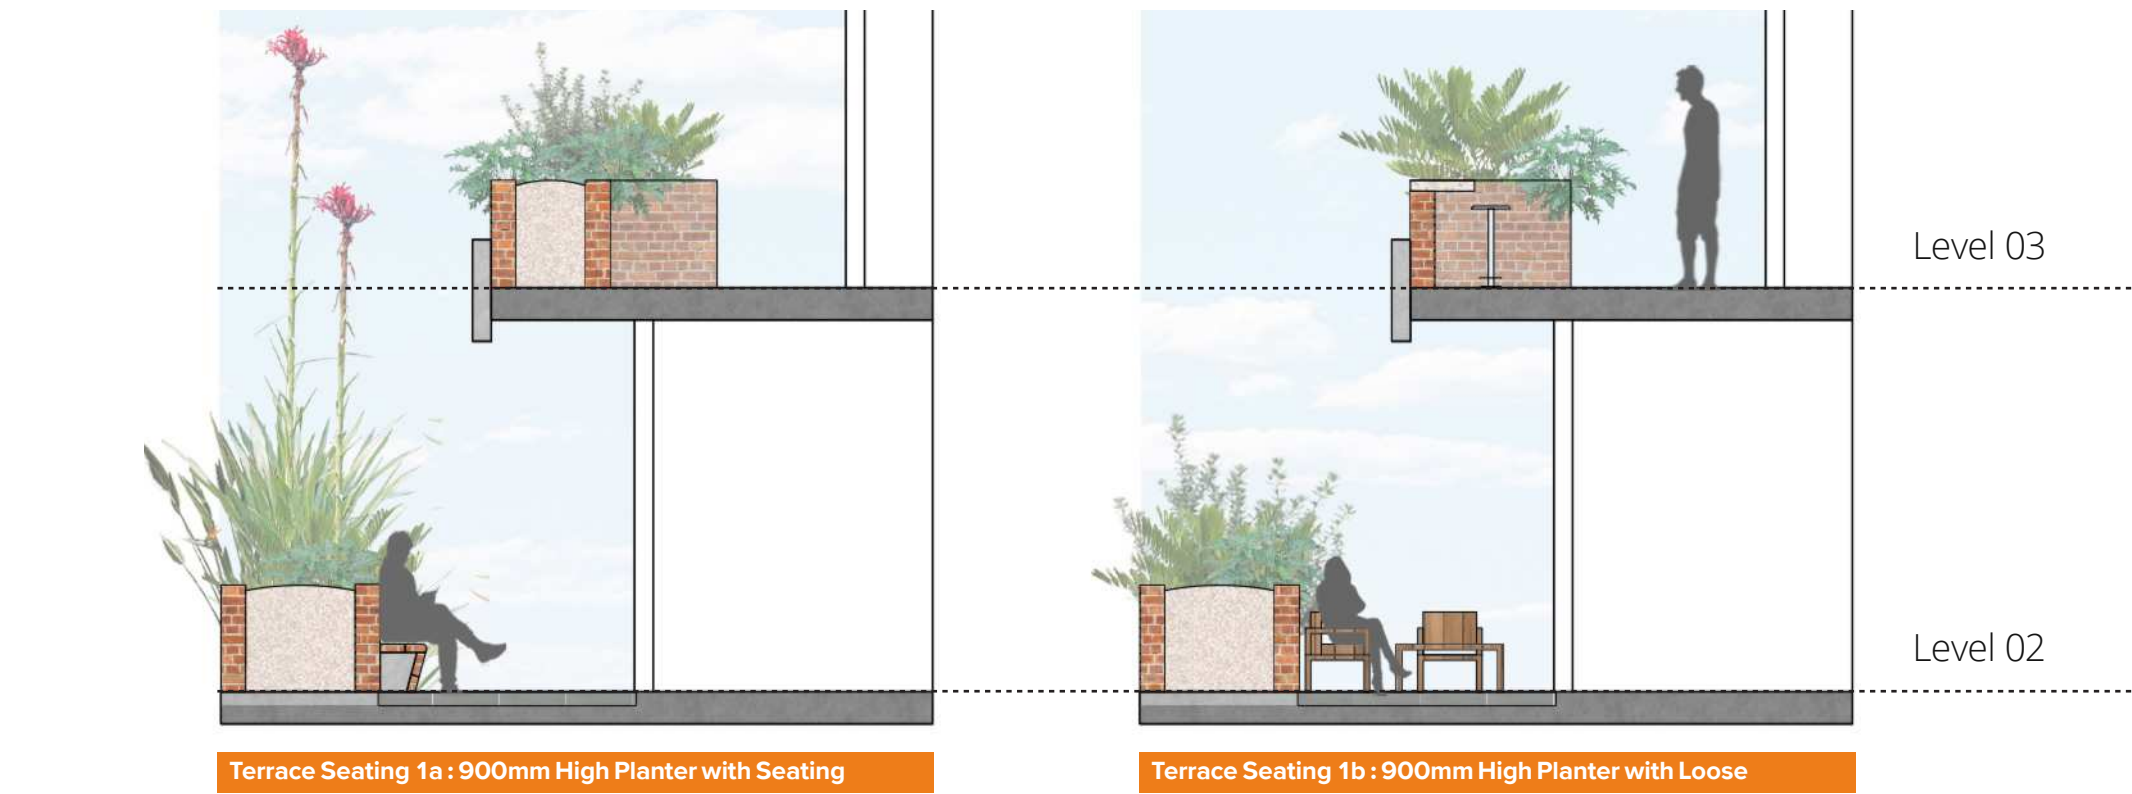 Level 03
Level 02
Terrace Seating 1a : 900mm High Planter with Seating
Terrace Seating 1b : 900mm High Planter with Loose